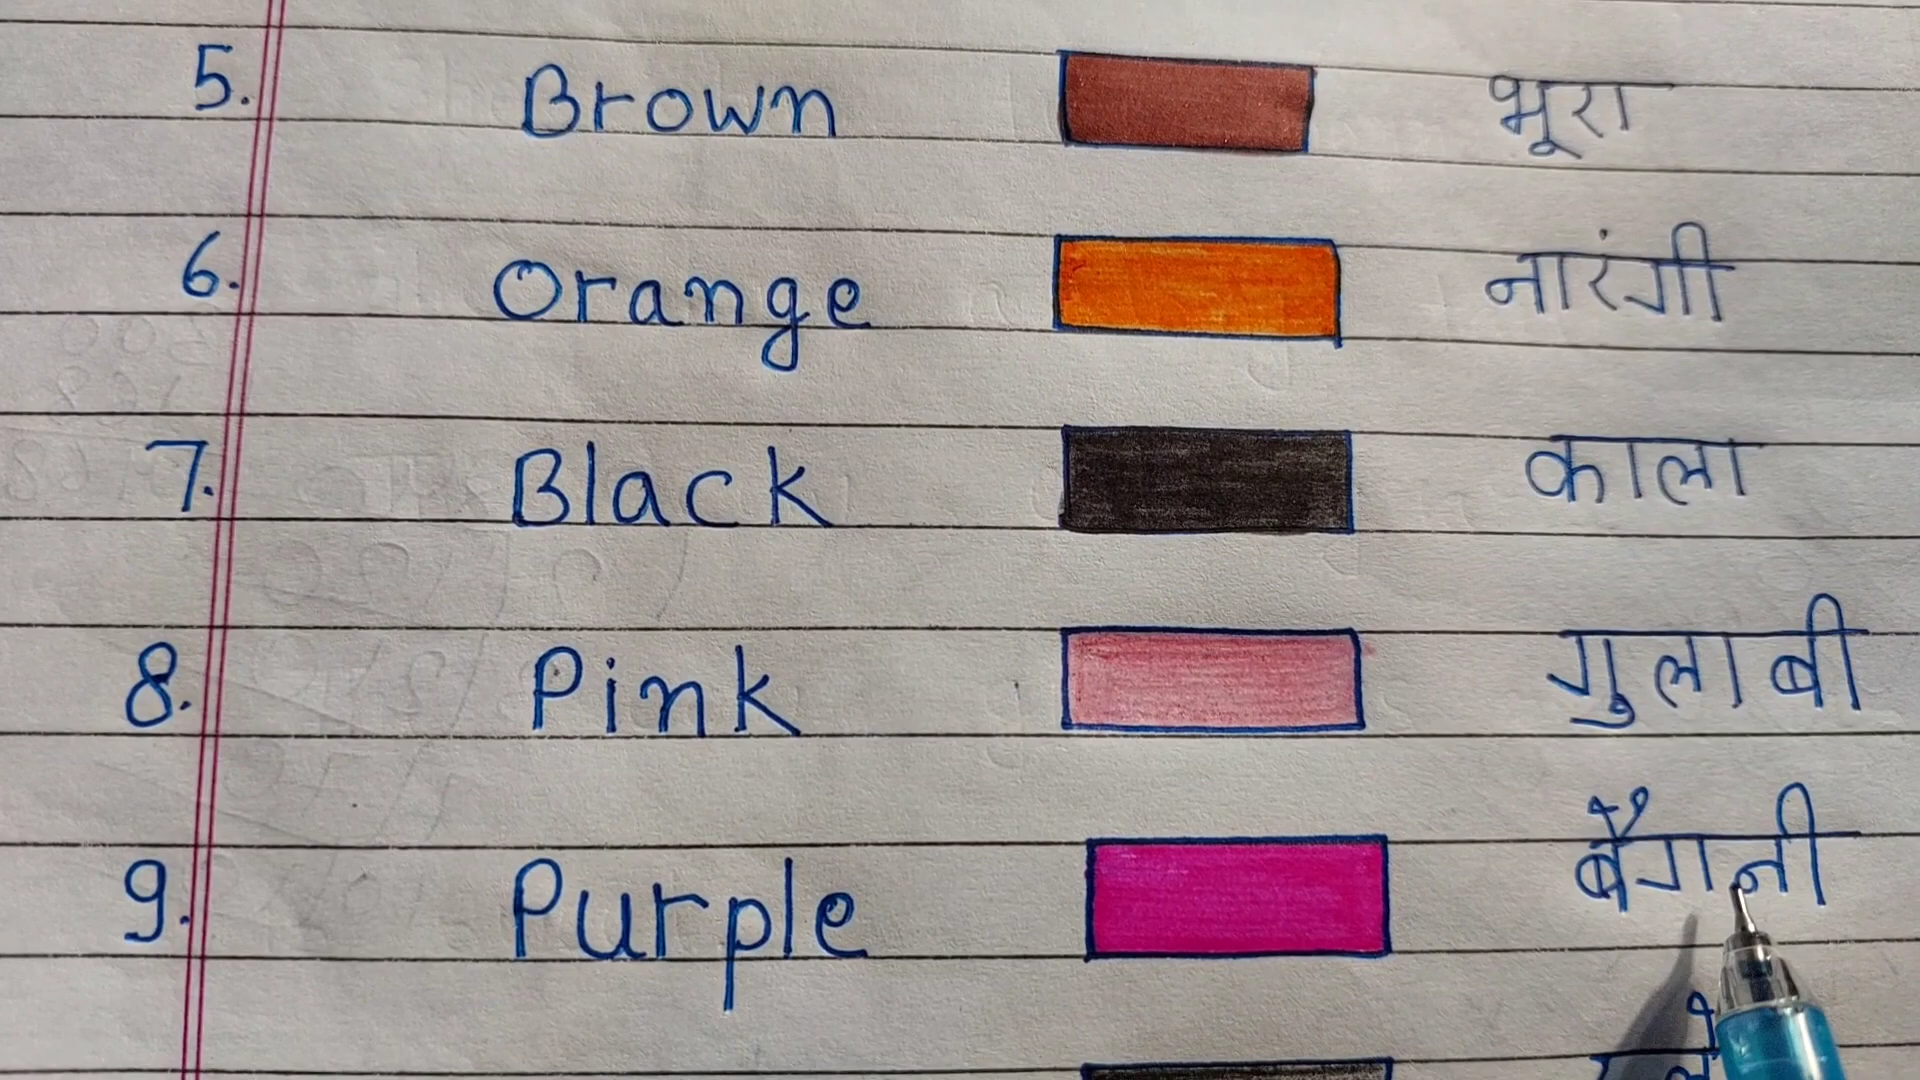 5. Brown भूरा
6. Orange नारंगी
7. Black काला
8. Pink गुलाबी
9. Purple बैंगनी